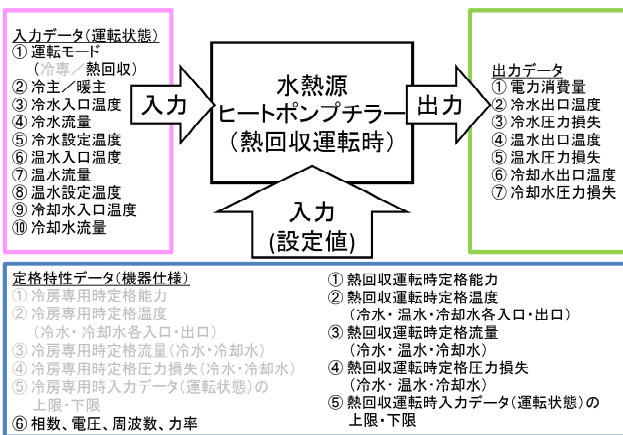 入力データ(運転状態)
① 運転モード
(冷専／熱回収)
② 冷主／暖主
③ 冷水入口温度
④ 冷水流量
⑤ 冷水設定温度
⑥ 温水入口温度
⑦ 温水流量
⑧ 温水設定温度
⑨ 冷却水入口温度
⑩ 冷却水流量
入力
水熱源
ヒートポンプチラー
(熱回収運転時)
出力
出力データ
① 電力消費量
② 冷水出口温度
③ 冷水圧力損失
④ 温水出口温度
⑤ 温水圧力損失
⑥ 冷却水出口温度
⑦ 冷却水圧力損失
入力
(設定値)
定格特性データ(機器仕様)
① 冷房専用時定格能力
② 冷房専用時定格温度
(冷水・冷却水各入口・出口)
③ 冷房専用時定格流量(冷水・冷却水)
④ 冷房専用時定格圧力損失(冷水・冷却水)
⑤ 冷房専用時入力データ(運転状態)の
上限・下限
⑥ 相数、電圧、周波数、力率
① 熱回収運転時定格能力
② 熱回収運転時定格温度
(冷水・温水・冷却水各入口・出口)
③ 熱回収運転時定格流量
(冷水・温水・冷却水)
④ 熱回収運転時定格圧力損失
(冷水・温水・冷却水)
⑤ 熱回収運転時入力データ(運転状態)の
上限・下限